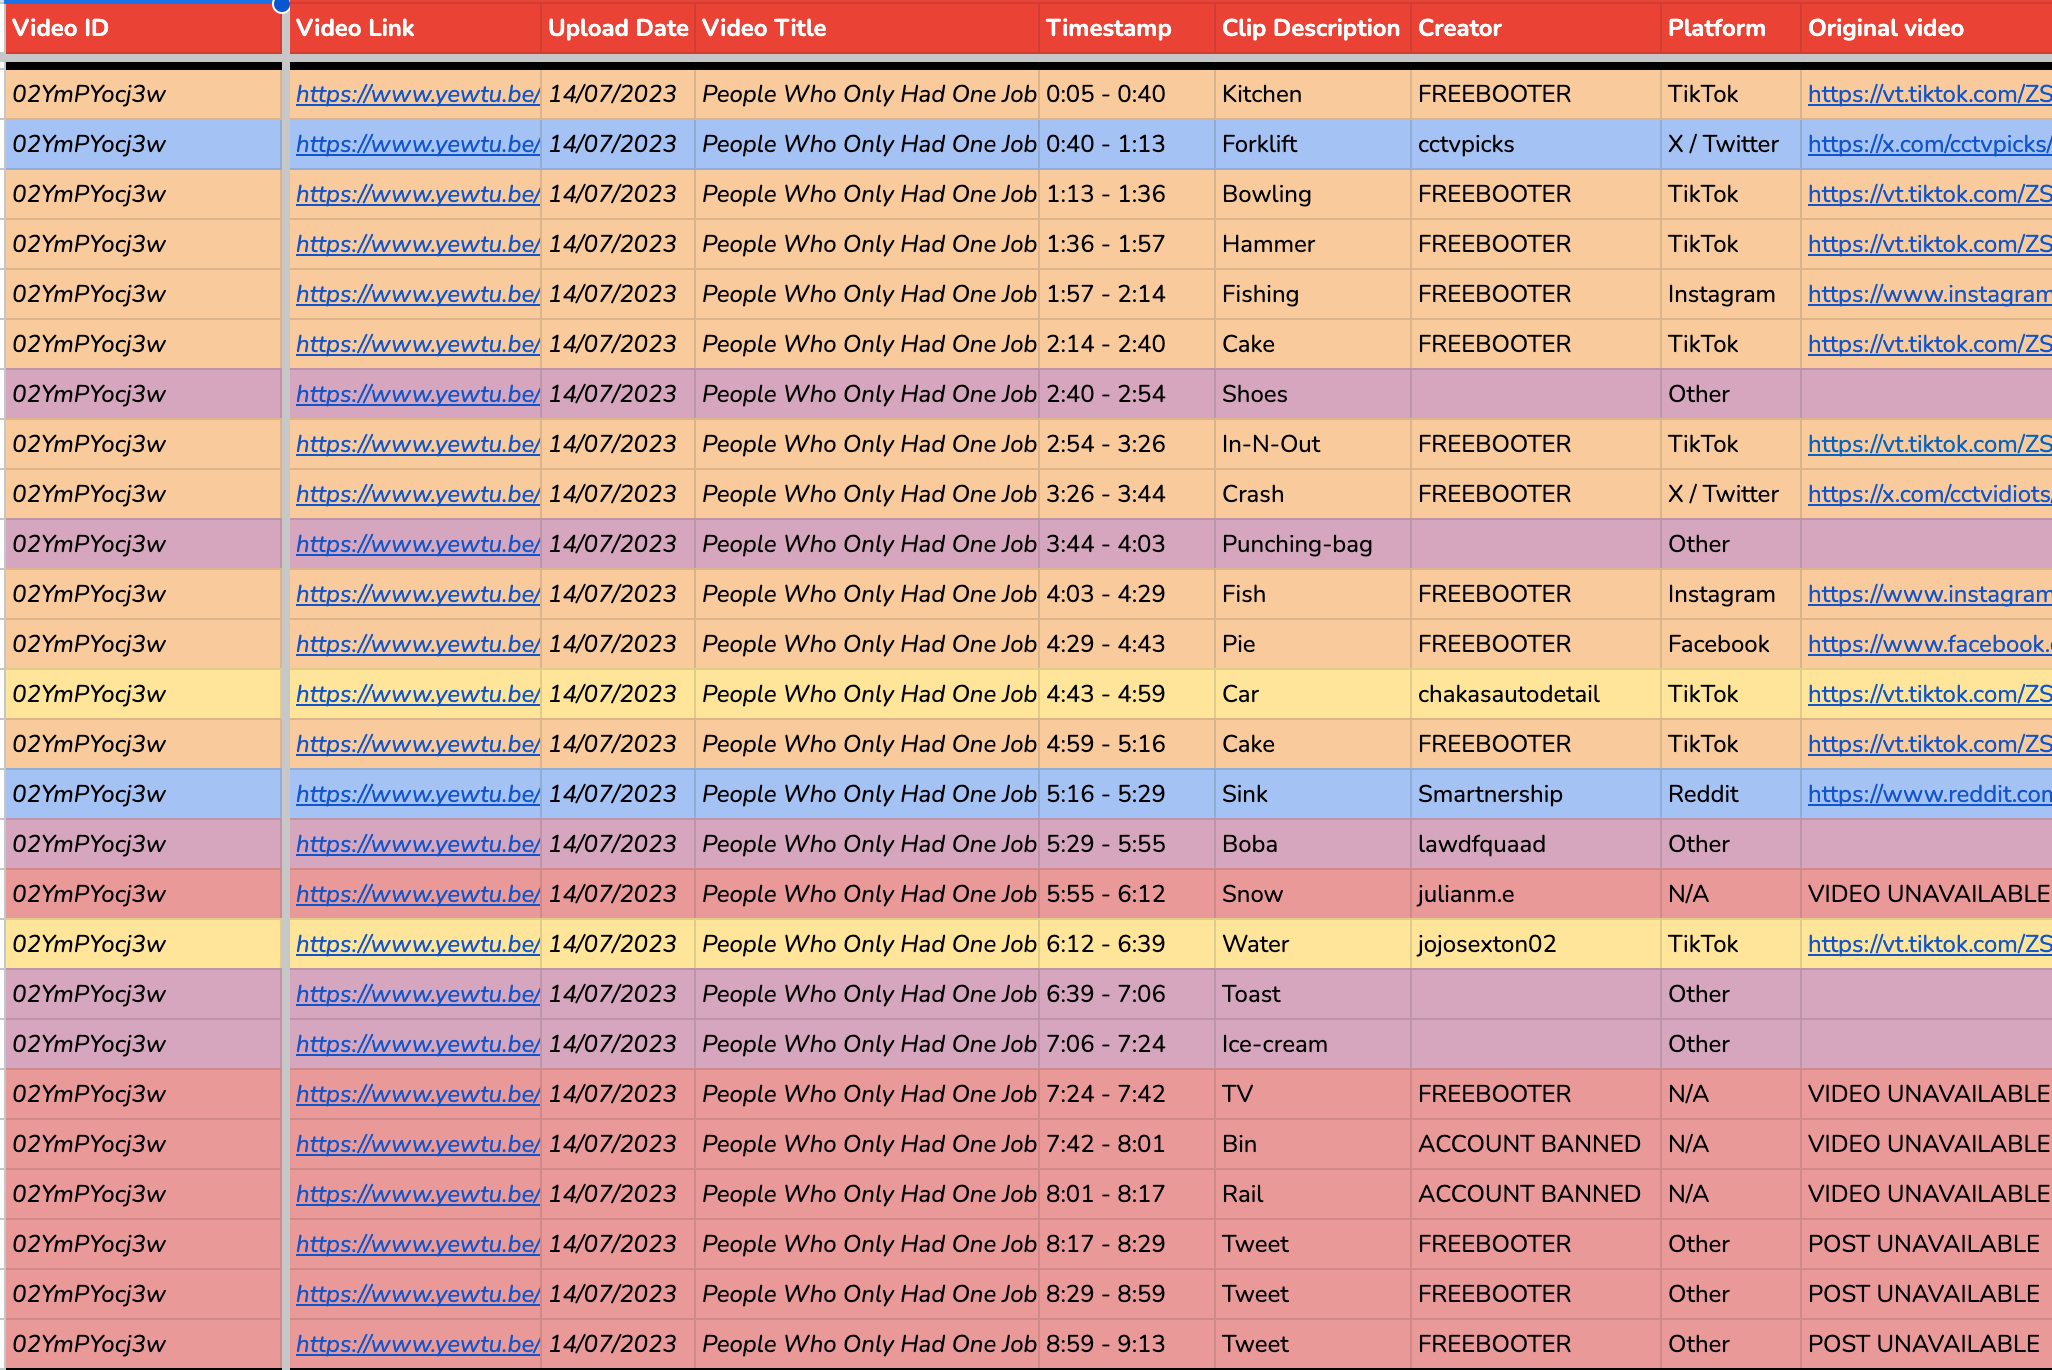 Video ID Video Link Upload Date Video Title Timestamp Clip Description Creator Platform Original video
02YmPYocj3w https://www.yewtu.be/ 14/07/2023 People Who Only Had One Job 0:05 - 0:40 Kitchen FREEBOOTER TikTok https://vt.tiktok.com/ZS
02YmPYocj3w https://www.yewtu.be/ 14/07/2023 People Who Only Had One Job 0:40 - 1:13 Forklift cctvpicks X / Twitter https://x.com/cctvpicks/
02YmPYocj3w https://www.yewtu.be/ 14/07/2023 People Who Only Had One Job 1:13 - 1:36 Bowling FREEBOOTER TikTok https://vt.tiktok.com/ZS
02YmPYocj3w https://www.yewtu.be/ 14/07/2023 People Who Only Had One Job 1:36 - 1:57 Hammer FREEBOOTER TikTok https://vt.tiktok.com/ZS
02YmPYocj3w https://www.yewtu.be/ 14/07/2023 People Who Only Had One Job 1:57 - 2:14 Fishing FREEBOOTER Instagram https://www.instagram
02YmPYocj3w https://www.yewtu.be/ 14/07/2023 People Who Only Had One Job 2:14 - 2:40 Cake FREEBOOTER TikTok https://vt.tiktok.com/ZS
02YmPYocj3w https://www.yewtu.be/ 14/07/2023 People Who Only Had One Job 2:40 - 2:54 Shoes Other
02YmPYocj3w https://www.yewtu.be/ 14/07/2023 People Who Only Had One Job 2:54 - 3:26 In-N-Out FREEBOOTER TikTok https://vt.tiktok.com/ZS
02YmPYocj3w https://www.yewtu.be/ 14/07/2023 People Who Only Had One Job 3:26 - 3:44 Crash FREEBOOTER X / Twitter https://x.com/cctvidiots
02YmPYocj3w https://www.yewtu.be/ 14/07/2023 People Who Only Had One Job 3:44 - 4:03 Punching-bag Other
02YmPYocj3w https://www.yewtu.be/ 14/07/2023 People Who Only Had One Job 4:03 - 4:29 Fish FREEBOOTER Instagram https://www.instagram
02YmPYocj3w https://www.yewtu.be/ 14/07/2023 People Who Only Had One Job 4:29 - 4:43 Pie FREEBOOTER Facebook https://www.facebook.
02YmPYocj3w https://www.yewtu.be/ 14/07/2023 People Who Only Had One Job 4:43 - 4:59 Car chakasautodetail TikTok https://vt.tiktok.com/ZS
02YmPYocj3w https://www.yewtu.be/ 14/07/2023 People Who Only Had One Job 4:59 - 5:16 Cake FREEBOOTER TikTok https://vt.tiktok.com/ZS
02YmPYocj3w https://www.yewtu.be/ 14/07/2023 People Who Only Had One Job 5:16 - 5:29 Sink Smartnership Reddit https://www.reddit.com
02YmPYocj3w https://www.yewtu.be/ 14/07/2023 People Who Only Had One Job 5:29 - 5:55 Boba lawdfquaad Other
02YmPYocj3w https://www.yewtu.be/ 14/07/2023 People Who Only Had One Job 5:55 - 6:12 Snow julianm.e N/A VIDEO UNAVAILABLE
02YmPYocj3w https://www.yewtu.be/ 14/07/2023 People Who Only Had One Job 6:12 - 6:39 Water jojosexton02 TikTok https://vt.tiktok.com/ZS
02YmPYocj3w https://www.yewtu.be/ 14/07/2023 People Who Only Had One Job 6:39 - 7:06 Toast Other
02YmPYocj3w https://www.yewtu.be/ 14/07/2023 People Who Only Had One Job 7:06 - 7:24 Ice-cream Other
02YmPYocj3w https://www.yewtu.be/ 14/07/2023 People Who Only Had One Job 7:24 - 7:42 TV FREEBOOTER N/A VIDEO UNAVAILABLE
02YmPYocj3w https://www.yewtu.be/ 14/07/2023 People Who Only Had One Job 7:42 - 8:01 Bin ACCOUNT BANNED N/A VIDEO UNAVAILABLE
02YmPYocj3w https://www.yewtu.be/ 14/07/2023 People Who Only Had One Job 8:01 - 8:17 Rail ACCOUNT BANNED N/A VIDEO UNAVAILABLE
02YmPYocj3w https://www.yewtu.be/ 14/07/2023 People Who Only Had One Job 8:17 - 8:29 Tweet FREEBOOTER Other POST UNAVAILABLE
02YmPYocj3w https://www.yewtu.be/ 14/07/2023 People Who Only Had One Job 8:29 - 8:59 Tweet FREEBOOTER Other POST UNAVAILABLE
02YmPYocj3w https://www.yewtu.be/ 14/07/2023 People Who Only Had One Job 8:59 - 9:13 Tweet FREEBOOTER Other POST UNAVAILABLE